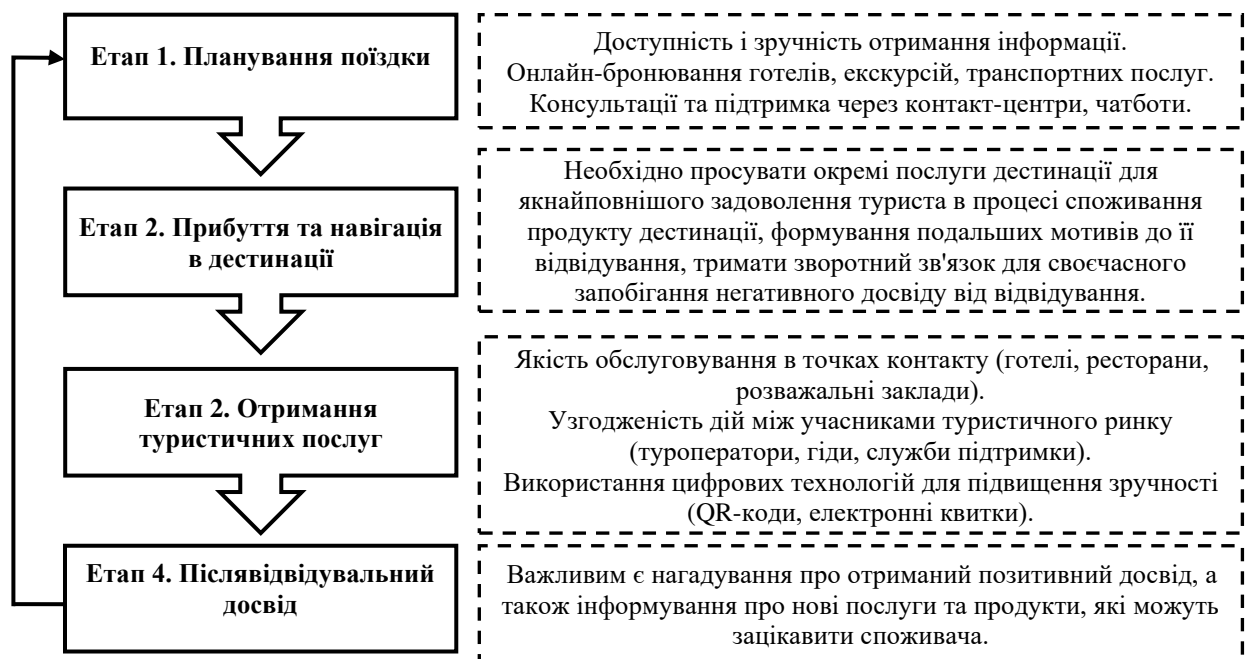 Етап 1. Планування поїздки
Доступність і зручність отримання інформації.
Онлайн-бронювання готелів, екскурсій, транспортних послуг.
Консультації та підтримка через контакт-центри, чатботи.
Етап 2. Прибуття та навігація
в дестинації
Необхідно просувати окремі послуги дестинації для
якнайповнішого задоволення туриста в процесі споживання
продукту дестинації, формування подальших мотивів до її
відвідування, тримати зворотний зв'язок для своєчасного
запобігання негативного досвіду від відвідування.
Етап 2. Отримання
туристичних послуг
Якість обслуговування в точках контакту (готелі, ресторани,
розважальні заклади).
Узгодженість дій між учасниками туристичного ринку
(туроператори, гіди, служби підтримки).
Використання цифрових технологій для підвищення зручності
(QR-коди, електронні квитки).
Етап 4. Післявідвідувальний
досвід
Важливим є нагадування про отриманий позитивний досвід, а
також інформування про нові послуги та продукти, які можуть
зацікавити споживача.